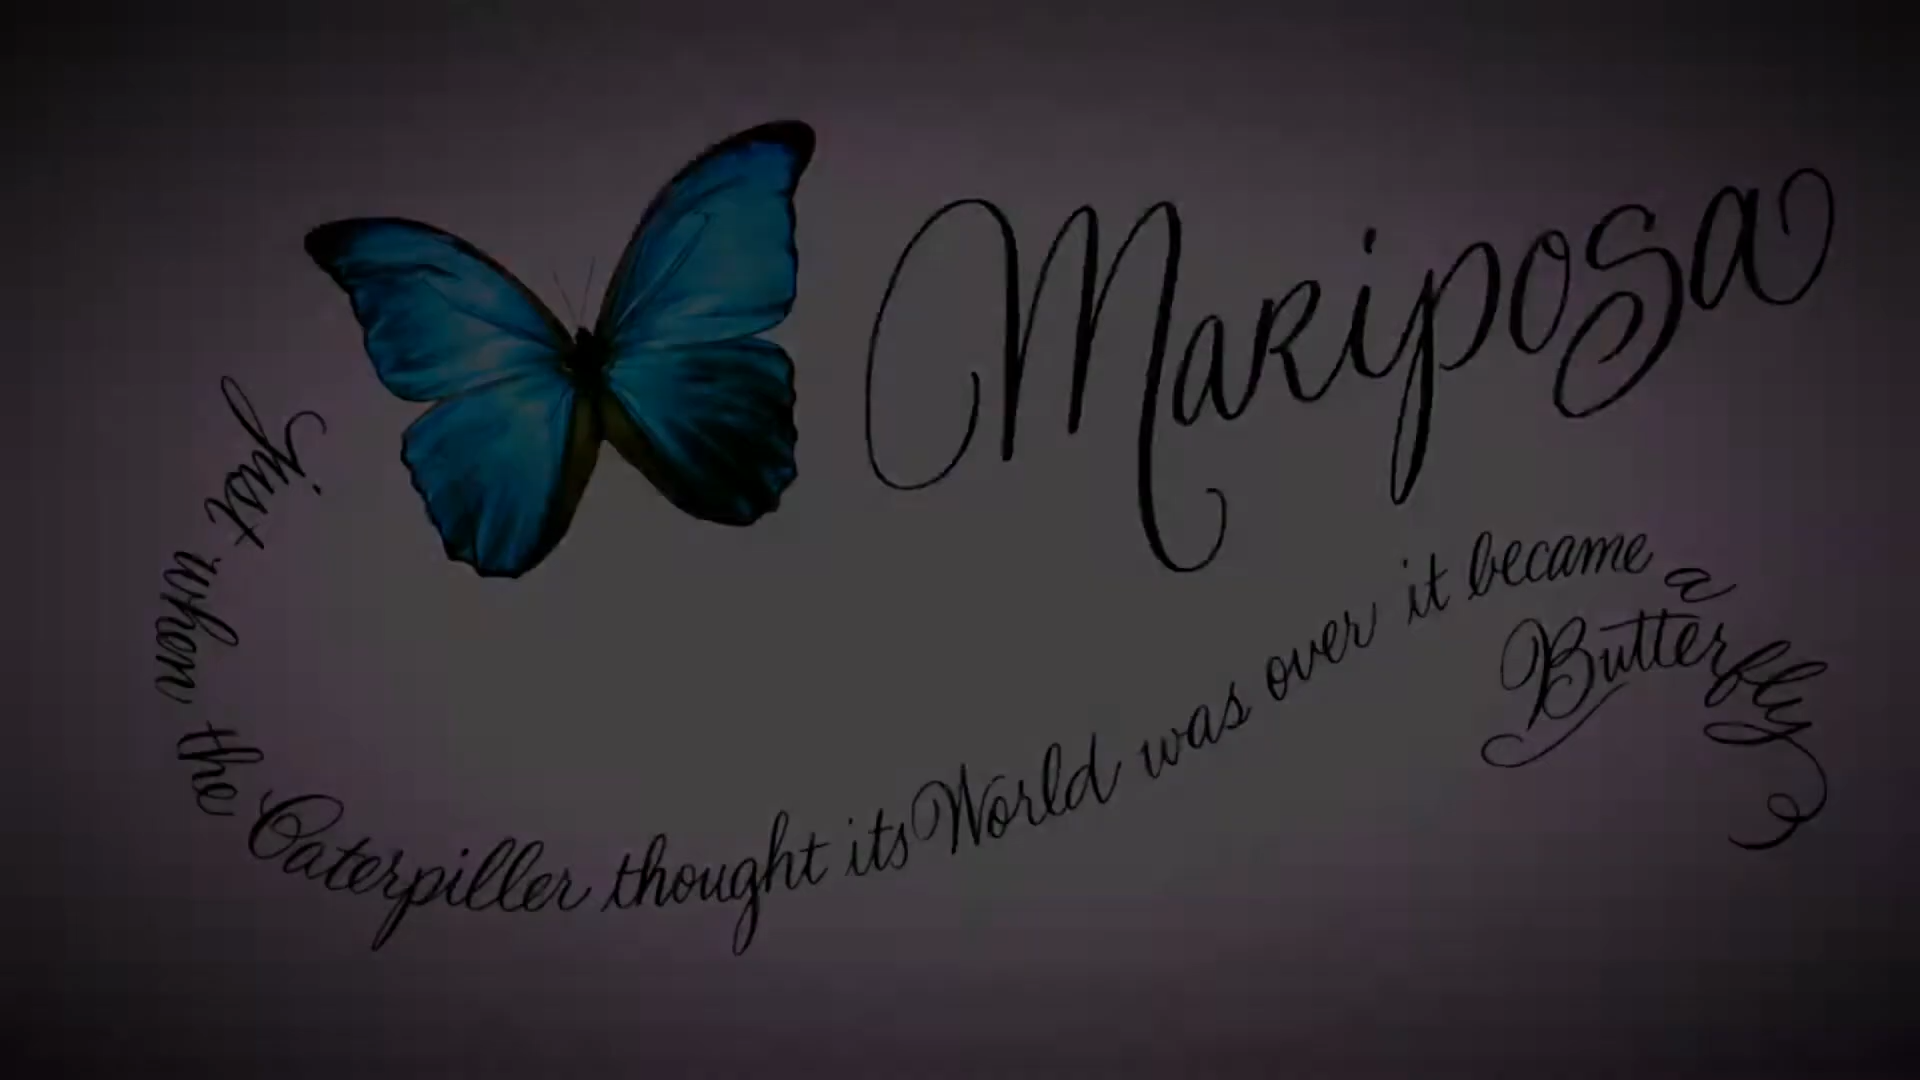 Mariposa
just when the Caterpiller thought its World was over it became a
Butterfly